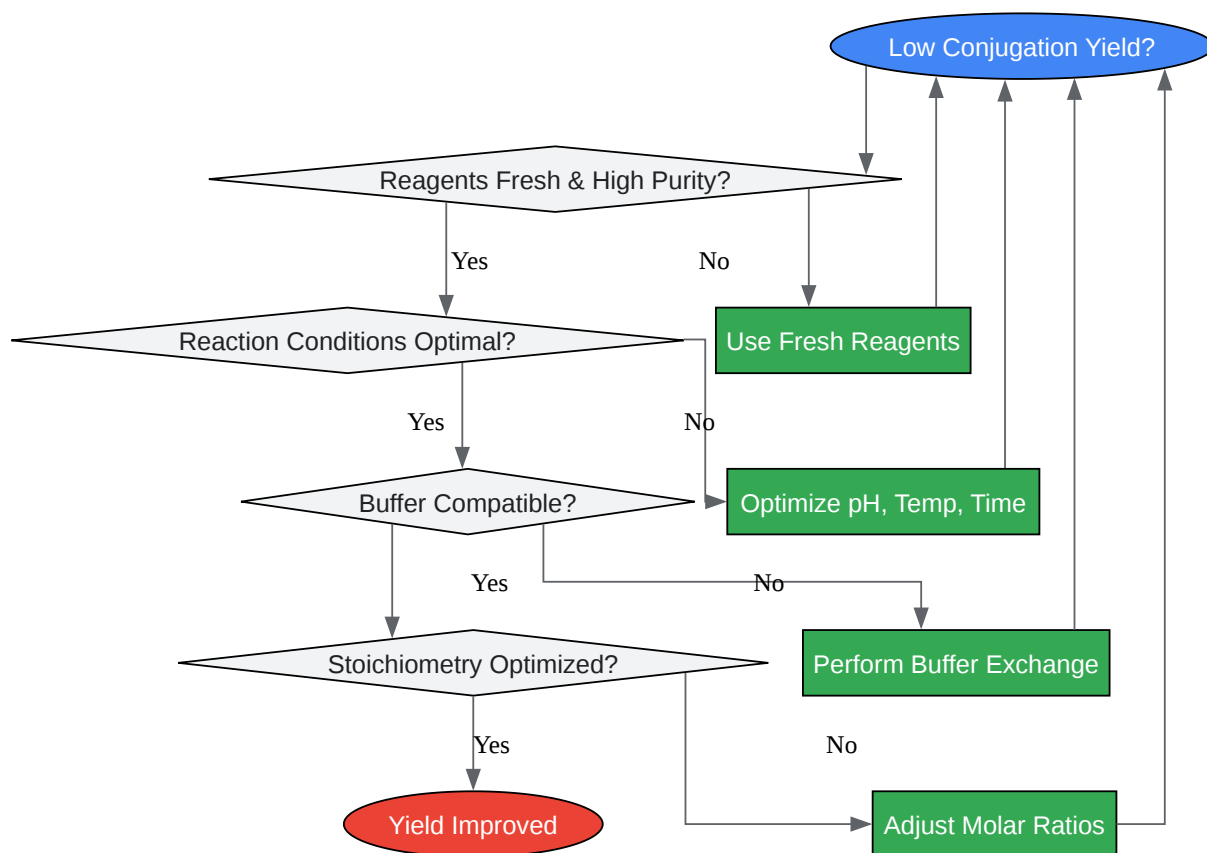 Low Conjugation Yield?
Reagents Fresh & High Purity?
Yes
No
Reaction Conditions Optimal?
Use Fresh Reagents
Yes
No
Buffer Compatible?
Optimize pH, Temp, Time
Yes
No
Stoichiometry Optimized?
Perform Buffer Exchange
Yes
No
Yield Improved
Adjust Molar Ratios